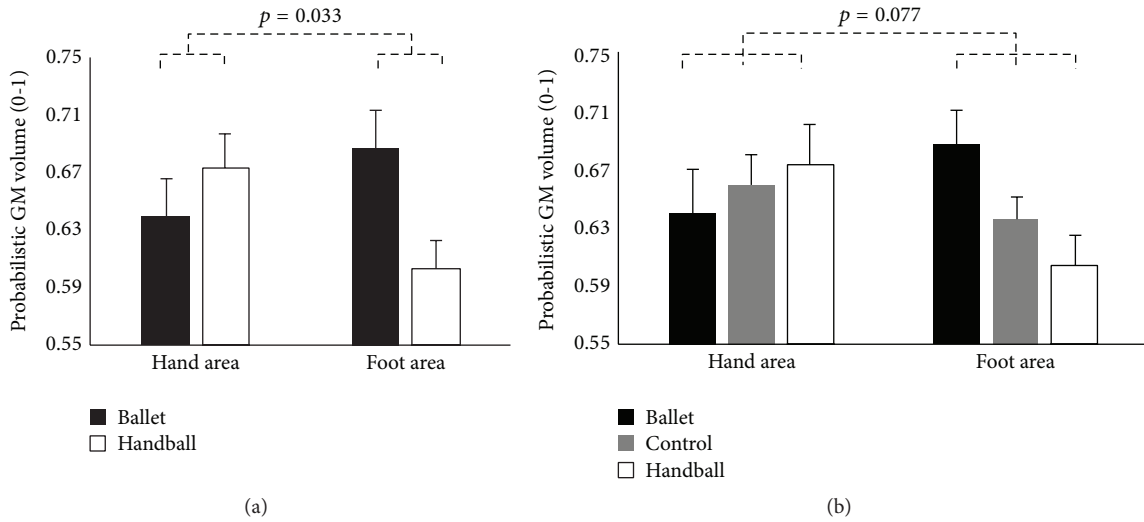 p = 0.033
Probabilistic GM volume (0-1)
0.75
0.71
0.67
0.63
0.59
0.55
Hand area
Foot area
Ballet
Handball
(a)
p = 0.077
Probabilistic GM volume (0-1)
0.75
0.71
0.67
0.63
0.59
0.55
Hand area
Foot area
Ballet
Control
Handball
(b)